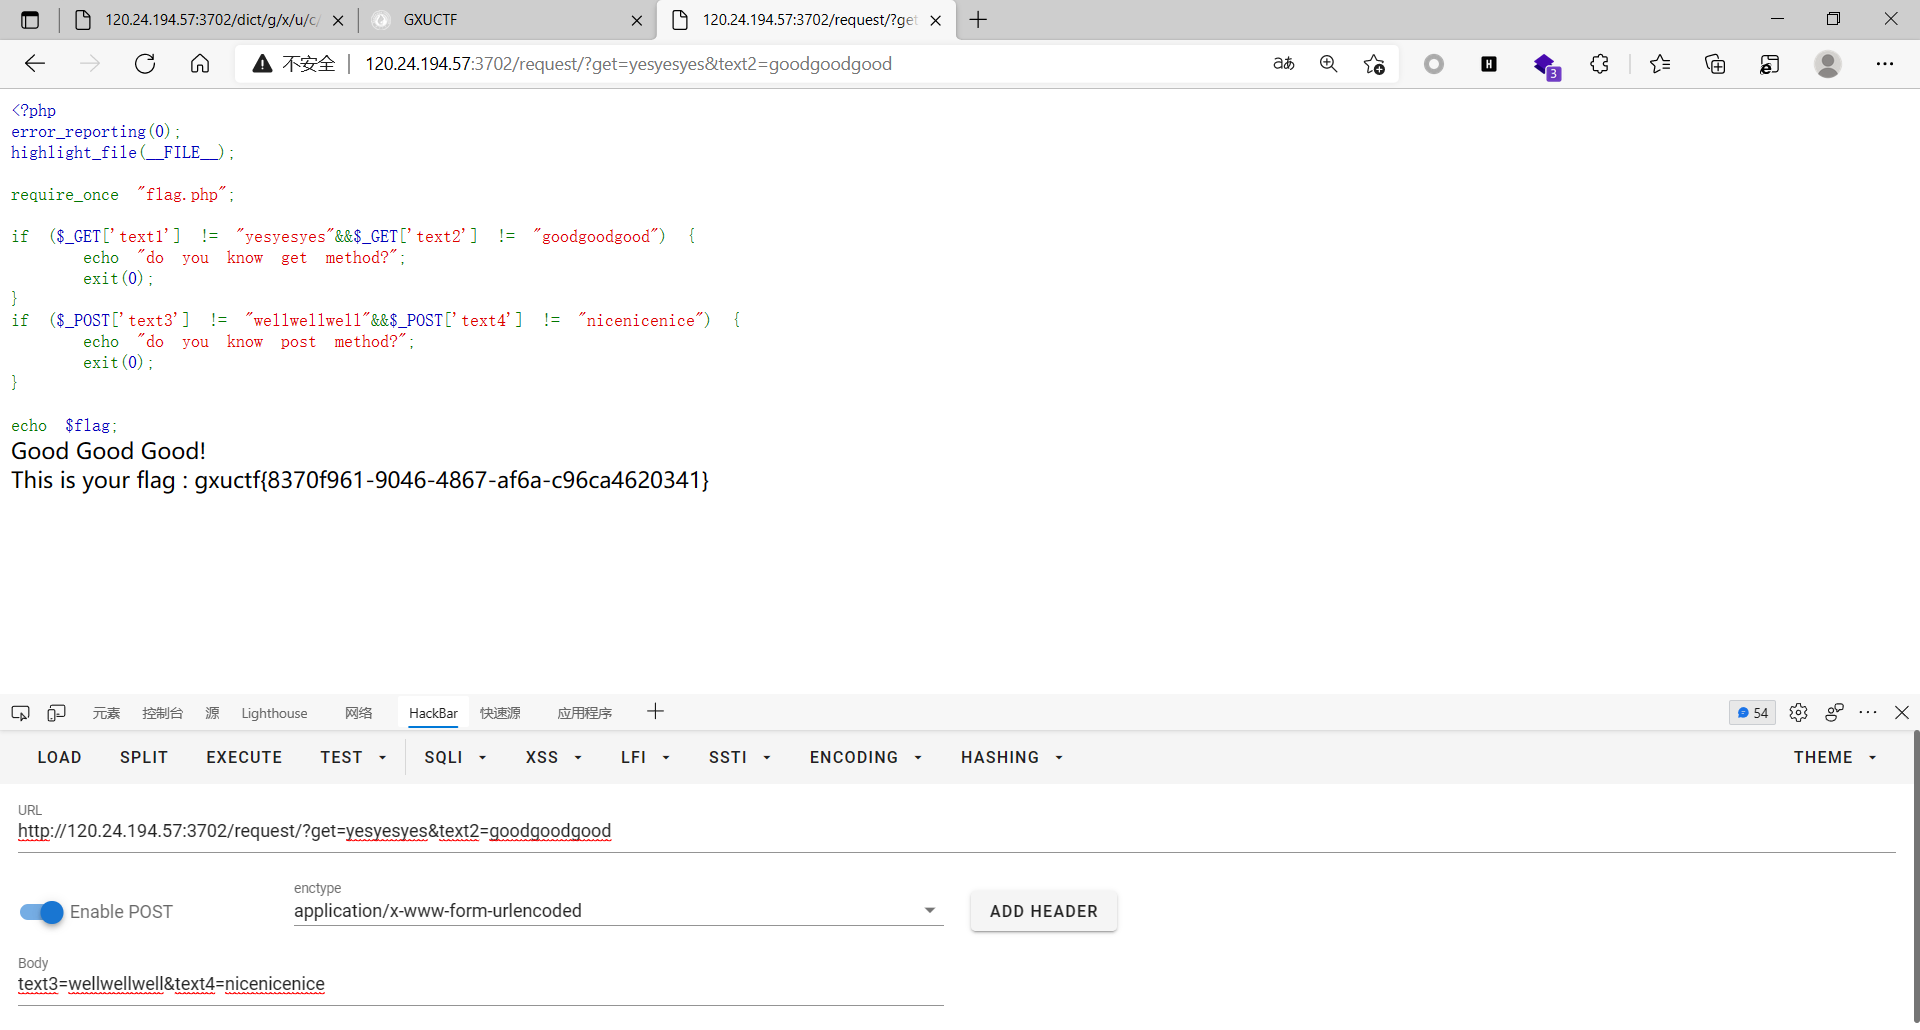 120.24.194.57:3702/dict/g/x/u/c/
GXUCTF
120.24.194.57:3702/request/?get
不安全
120.24.194.57:3702/request/?get=yesyesyes&text2=goodgoodgood
aあ
H
3
<?php
error_reporting(0);
highlight_file(__FILE__);
require_once "flag.php";
if ($_GET['text1'] != "yesyesyes"&&$_GET['text2'] != "goodgoodgood") {
echo "do you know get method?";
exit(0);
}
if ($_POST['text3'] != "wellwellwell"&&$_POST['text4'] != "nicenicenice") {
echo "do you know post method?";
exit(0);
}
echo $flag;
Good Good Good!
This is your flag : gxuctf{8370f961-9046-4867-af6a-c96ca4620341}
元素 控制台 源 Lighthouse 网络 HackBar 快速源 应用程序
54
LOAD SPLIT EXECUTE TEST SQLI XSS LFI SSTI ENCODING HASHING THEME
URL
http://120.24.194.57:3702/request/?get=yesyesyes&text2=goodgoodgood
Enable POST
enctype
application/x-www-form-urlencoded
ADD HEADER
Body
text3=wellwellwell&text4=nicenicenice